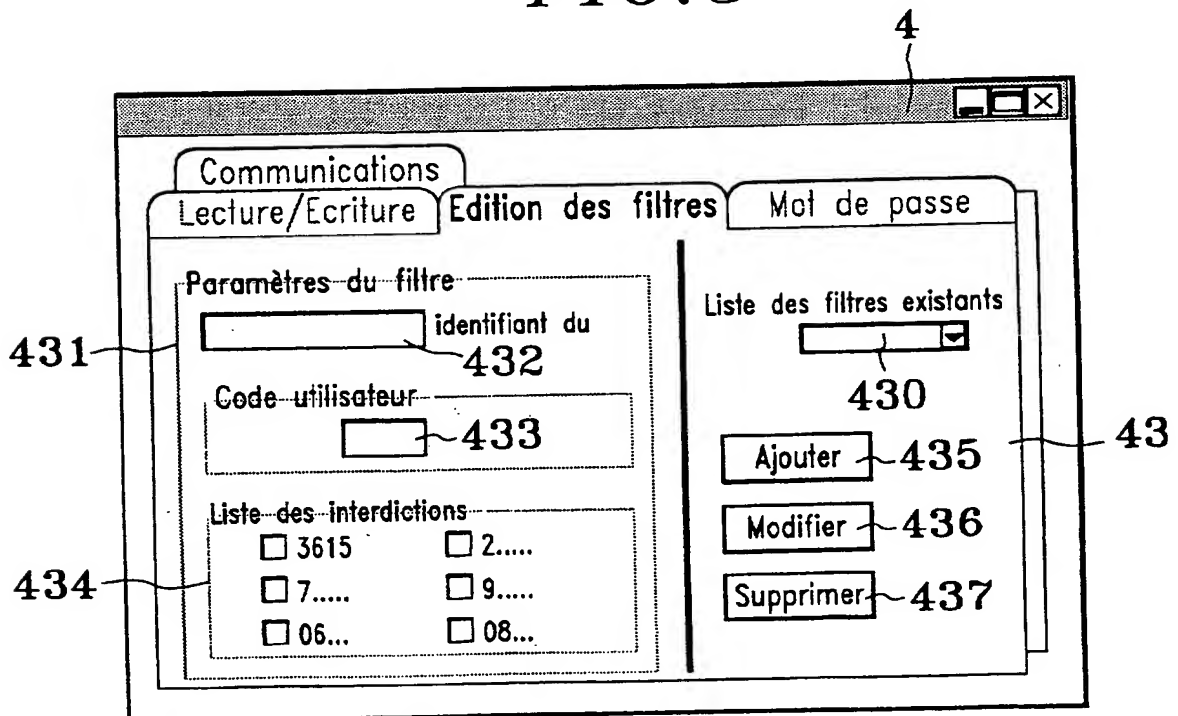 4
Communications
Lecture/Ecriture
Edition des filtres
Mot de passe
Paramètres du filtre
identifiant du
431
432
Code utilisateur
433
Liste des interdictions
3615
2.....
434
7.....
9.....
06...
08...
Liste des filtres existants
430
43
Ajouter
435
Modifier
436
Supprimer
437